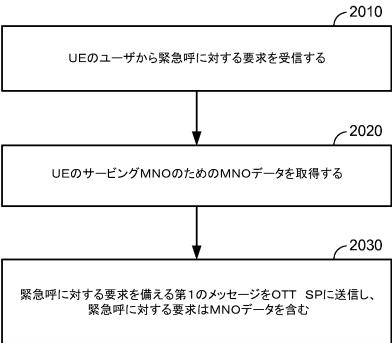 2010
UEのユーザから緊急呼に対する要求を受信する
2020
UEのサービングMNOのためのMNOデータを取得する
2030
緊急呼に対する要求を備える第1のメッセージをOTT SPに送信し、
緊急呼に対する要求はMNOデータを含む